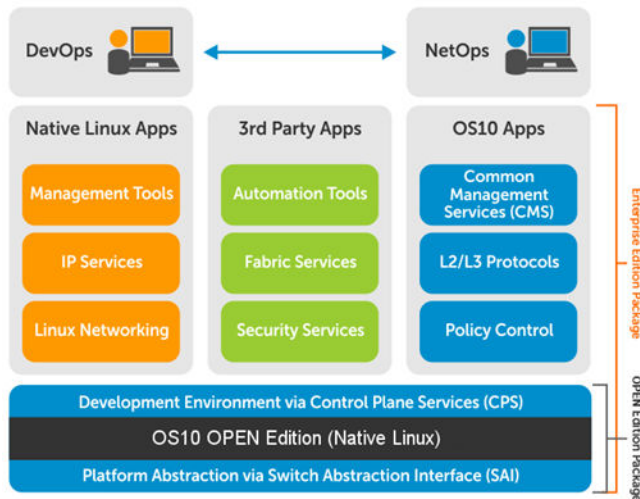 DevOps
NetOps
Native Linux Apps
3rd Party Apps
OS10 Apps
Management Tools
Automation Tools
Common
Management
Services (CMS)
IP Services
Fabric Services
L2/L3 Protocols
Linux Networking
Security Services
Policy Control
Development Environment via Control Plane Services (CPS)
OS10 OPEN Edition (Native Linux)
Platform Abstraction via Switch Abstraction Interface (SAI)
Enterprise Edition Package
OPEN Edition Package